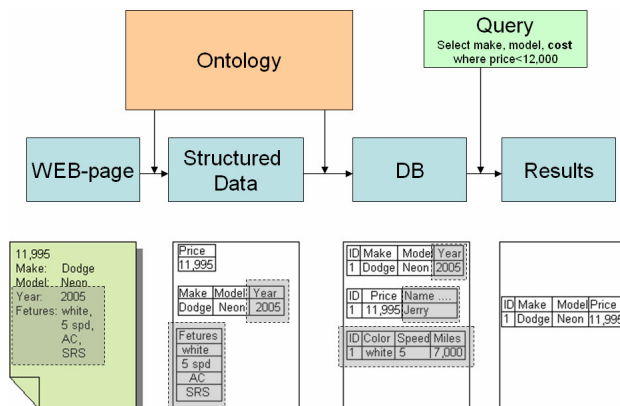 Query
Select make, model, cost
where price<12,000
Ontology
WEB-page
Structured
Data
DB
Results
11,995
Make: Dodge
Model: Neon
Year: 2005
Fetures: white,
5 spd,
AC,
SRS
Price
11,995
Make Model Year
Dodge Neon 2005
Fetures
white
5 spd
AC
SRS
ID Make Model Year
1 Dodge Neon 2005
ID Price Name ....
1 11,995 Jerry
ID Color Speed Miles
1 white 5 7,000
ID Make Model Price
1 Dodge Neon 11,995